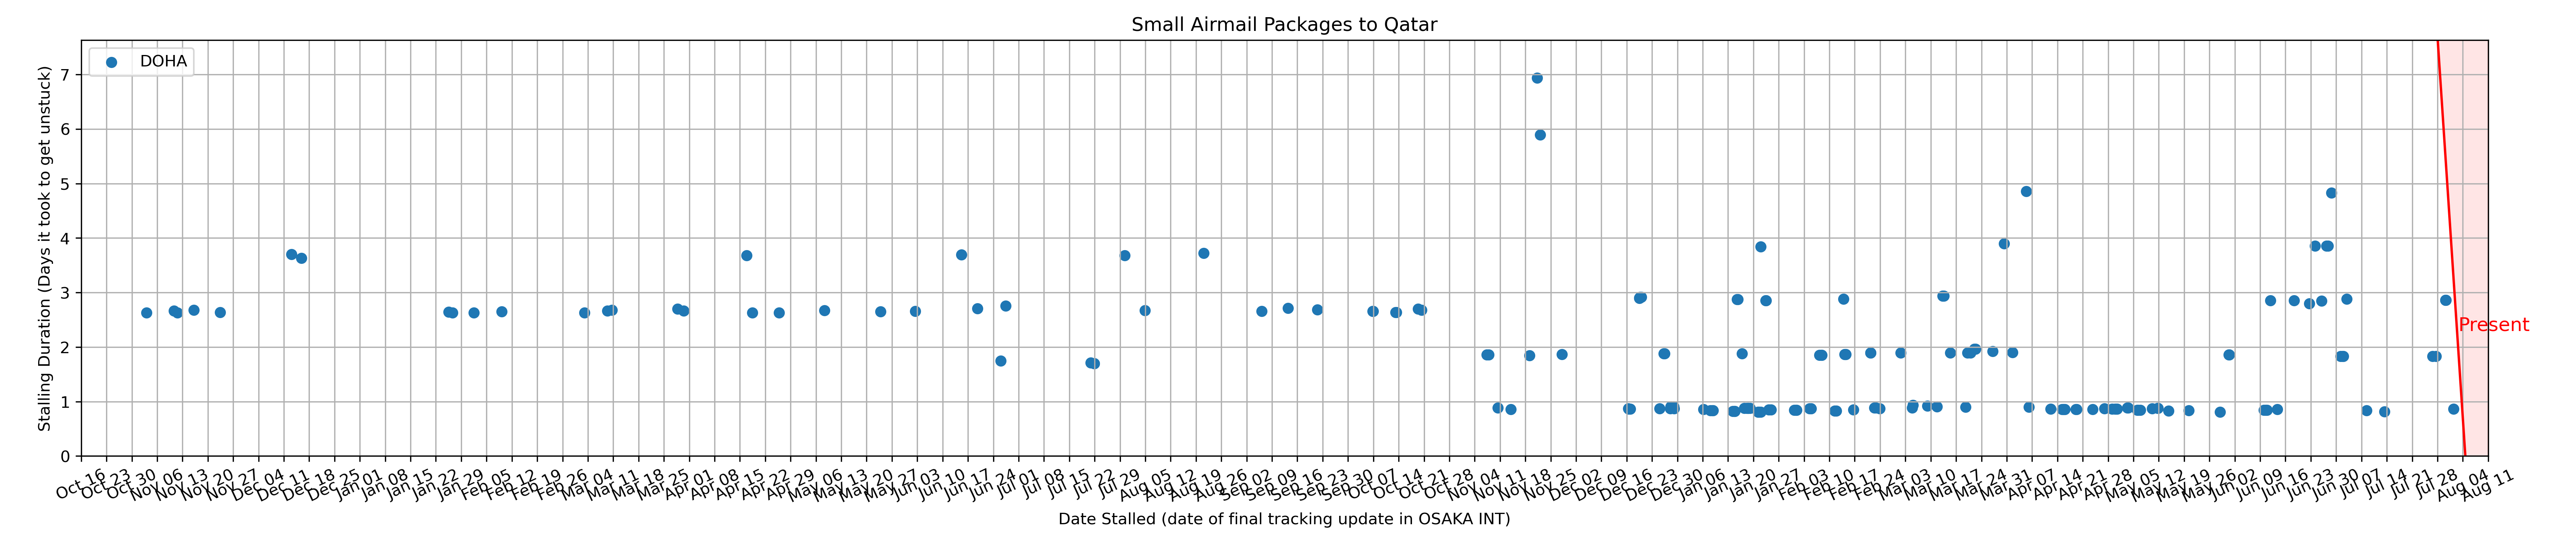 Small Airmail Packages to Qatar
DOHA
Stalling Duration (Days it took to get unstuck)
7
6
5
4
3
2
1
0
Present
Oct 16
Oct 23
Oct 30
Nov 06
Nov 13
Nov 20
Nov 27
Dec 04
Dec 11
Dec 18
Dec 25
Jan 01
Jan 08
Jan 15
Jan 22
Jan 29
Feb 05
Feb 12
Feb 19
Feb 26
Mar 04
Mar 11
Mar 18
Mar 25
Apr 01
Apr 08
Apr 15
Apr 22
Apr 29
May 06
May 13
May 20
May 27
Jun 03
Jun 10
Jun 17
Jun 24
Jul 01
Jul 08
Jul 15
Jul 22
Jul 29
Aug 05
Aug 12
Aug 19
Aug 26
Sep 02
Sep 09
Sep 16
Sep 23
Sep 30
Oct 07
Oct 14
Oct 21
Oct 28
Nov 04
Nov 11
Nov 18
Nov 25
Dec 02
Dec 09
Dec 16
Dec 23
Dec 30
Jan 06
Jan 13
Jan 20
Jan 27
Feb 03
Feb 10
Feb 17
Feb 24
Mar 03
Mar 10
Mar 17
Mar 24
Mar 31
Apr 07
Apr 14
Apr 21
Apr 28
May 05
May 12
May 19
May 26
Jun 02
Jun 09
Jun 16
Jun 23
Jun 30
Jul 07
Jul 14
Jul 21
Jul 28
Aug 04
Aug 11
Date Stalled (date of final tracking update in OSAKA INT)